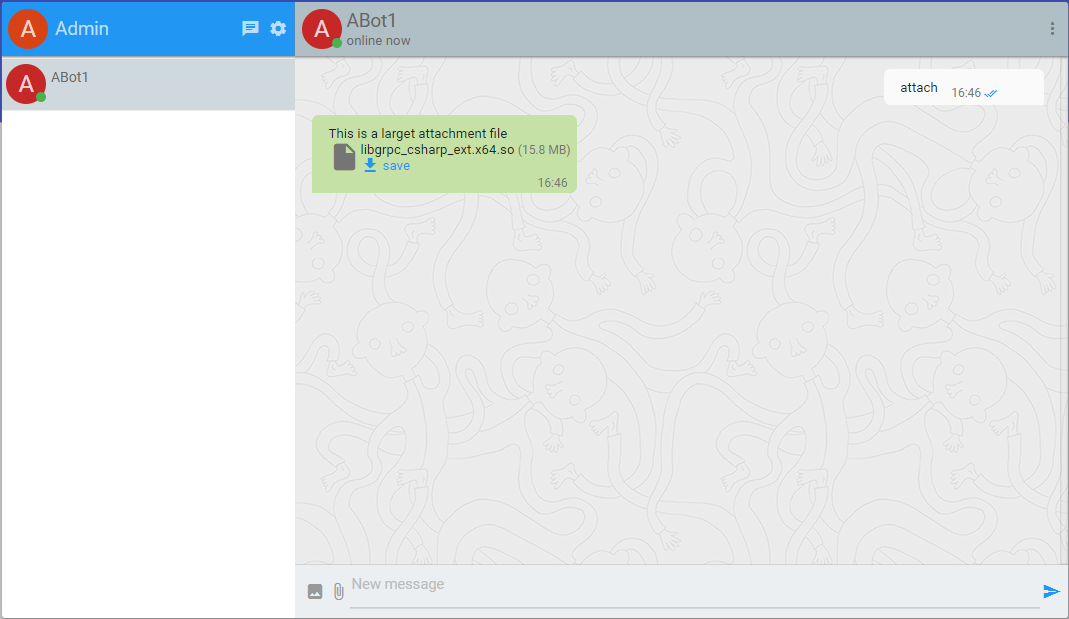 A
Admin
A
ABot1
A
ABot1
online now
attach
16:46
This is a larget attachment file
libgrpc_csharp_ext.x64.so (15.8 MB)
save
16:46
New message